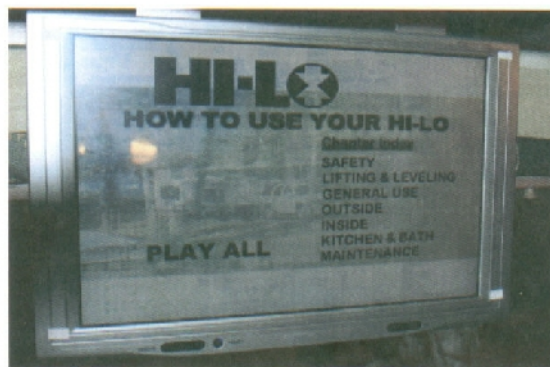 HI-LO
HOW TO USE YOUR HI-LO
Chapter Index
SAFETY
LIFTING & LEVELING
GENERAL USE
OUTSIDE
INSIDE
KITCHEN & BATH
MAINTENANCE
PLAY ALL